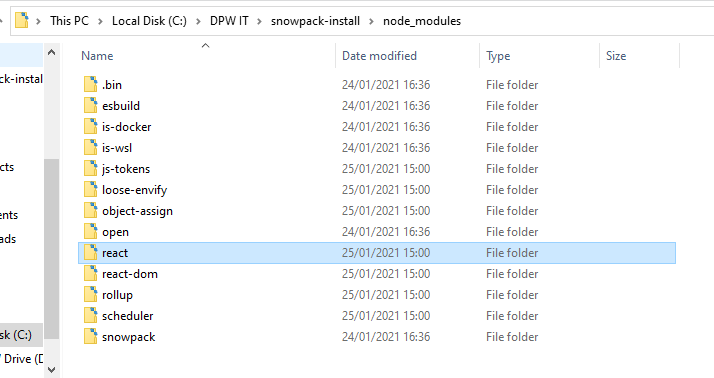 This PC > Local Disk (C:) > DPW IT > snowpack-install > node_modules
Name Date modified Type Size
.bin 24/01/2021 16:36 File folder
ck-instal esbuild 24/01/2021 16:36 File folder
is-docker 24/01/2021 16:36 File folder
is-wsl 24/01/2021 16:36 File folder
cts js-tokens 25/01/2021 15:00 File folder
loose-envify 25/01/2021 15:00 File folder
ents object-assign 25/01/2021 15:00 File folder
ads open 24/01/2021 16:36 File folder
react 25/01/2021 15:00 File folder
react-dom 25/01/2021 15:00 File folder
rollup 25/01/2021 15:00 File folder
scheduler 25/01/2021 15:00 File folder
sk (C:) snowpack 24/01/2021 16:36 File folder
Drive (D